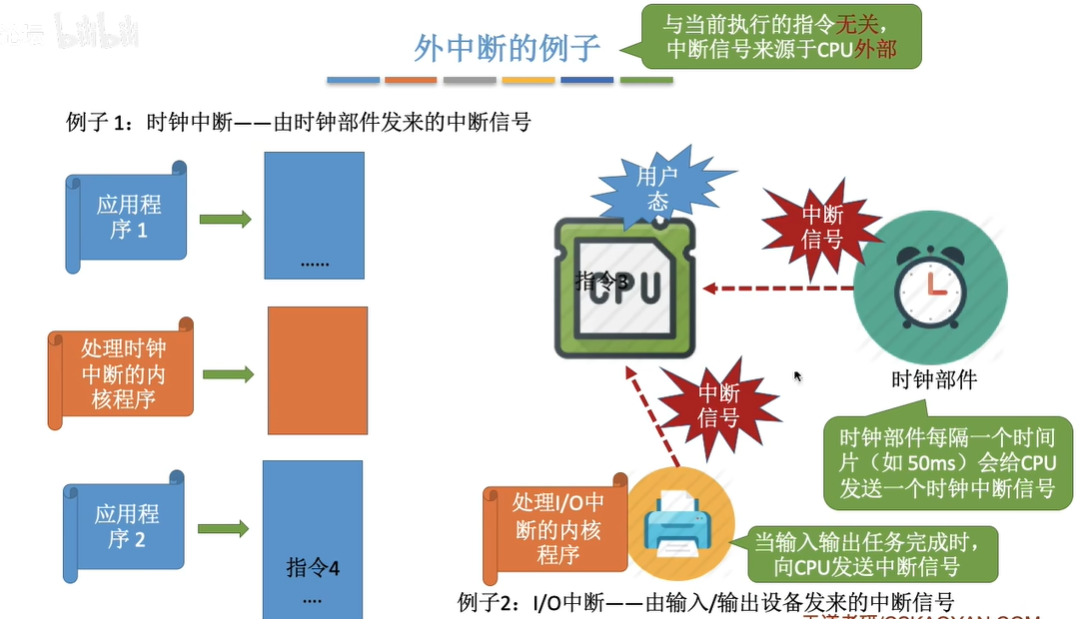 bilibili
外中断的例子
与当前执行的指令无关，
中断信号来源于CPU外部
例子 1：时钟中断——由时钟部件发来的中断信号
应用程
序 1
......
处理时钟
中断的内
核程序
应用程
序 2
指令4
....
用户
态
指令3
CPU
中断
信号
时钟部件
时钟部件每隔一个时间
片（如 50ms）会给CPU
发送一个时钟中断信号
中断
信号
处理I/O中
断的内核
程序
当输入输出任务完成时，
向CPU发送中断信号
例子2：I/O中断——由输入/输出设备发来的中断信号